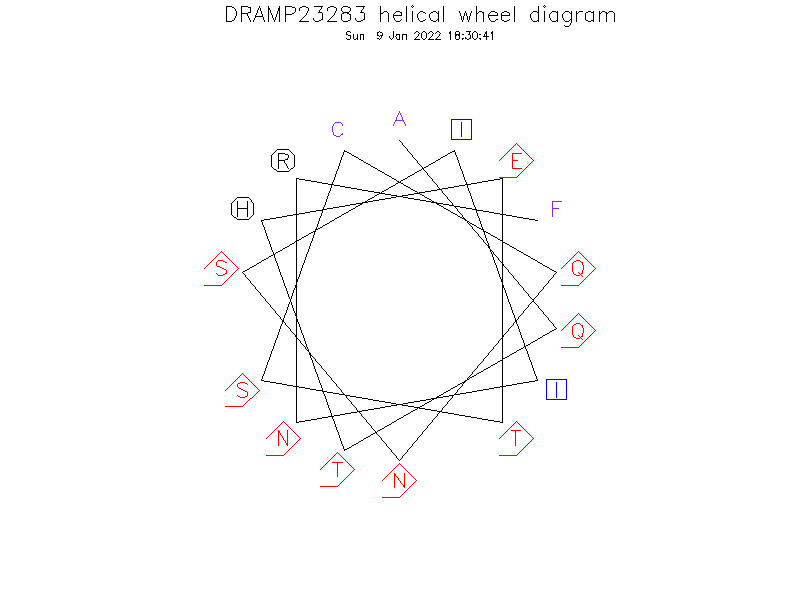 DRAMP23283 helical wheel diagram
Sun 9 Jan 2022 18:30:41
C A I
R E
H F
S Q
Q
S I
N T
T N